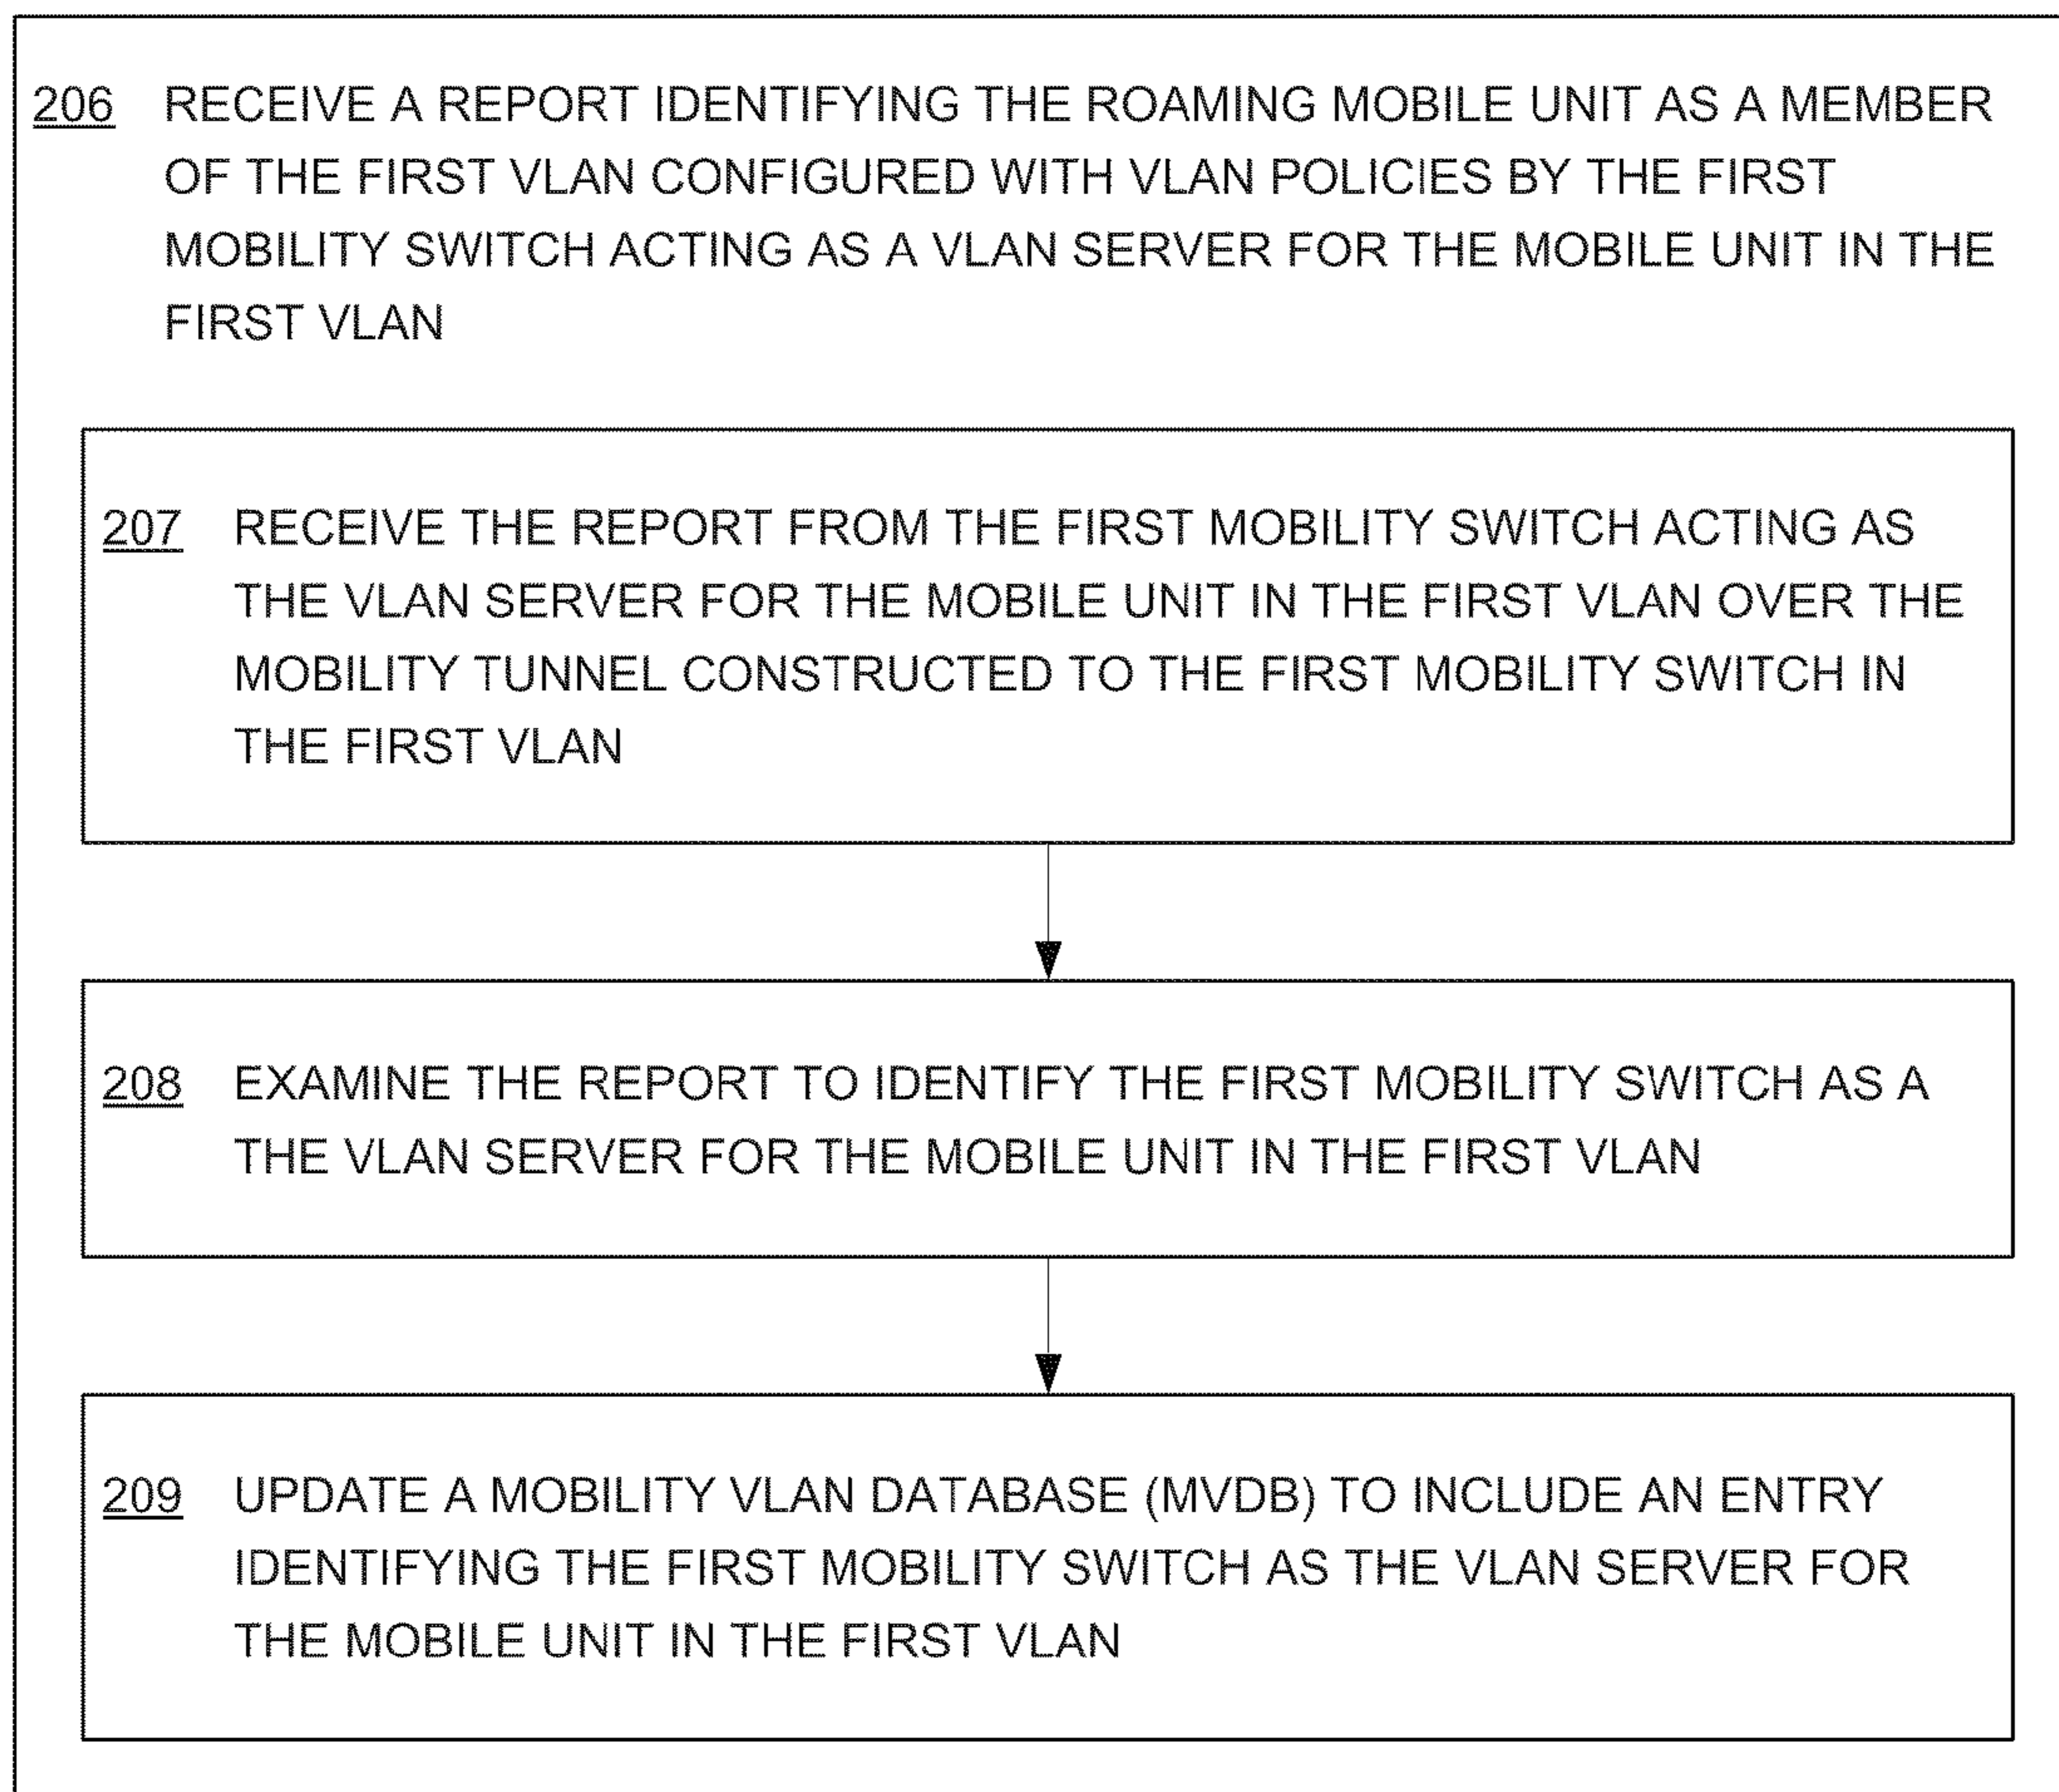 206 RECEIVE A REPORT IDENTIFYING THE ROAMING MOBILE UNIT AS A MEMBER
OF THE FIRST VLAN CONFIGURED WITH VLAN POLICIES BY THE FIRST
MOBILITY SWITCH ACTING AS A VLAN SERVER FOR THE MOBILE UNIT IN THE
FIRST VLAN
207 RECEIVE THE REPORT FROM THE FIRST MOBILITY SWITCH ACTING AS
THE VLAN SERVER FOR THE MOBILE UNIT IN THE FIRST VLAN OVER THE
MOBILITY TUNNEL CONSTRUCTED TO THE FIRST MOBILITY SWITCH IN
THE FIRST VLAN
208 EXAMINE THE REPORT TO IDENTIFY THE FIRST MOBILITY SWITCH AS A
THE VLAN SERVER FOR THE MOBILE UNIT IN THE FIRST VLAN
209 UPDATE A MOBILITY VLAN DATABASE (MVDB) TO INCLUDE AN ENTRY
IDENTIFYING THE FIRST MOBILITY SWITCH AS THE VLAN SERVER FOR
THE MOBILE UNIT IN THE FIRST VLAN